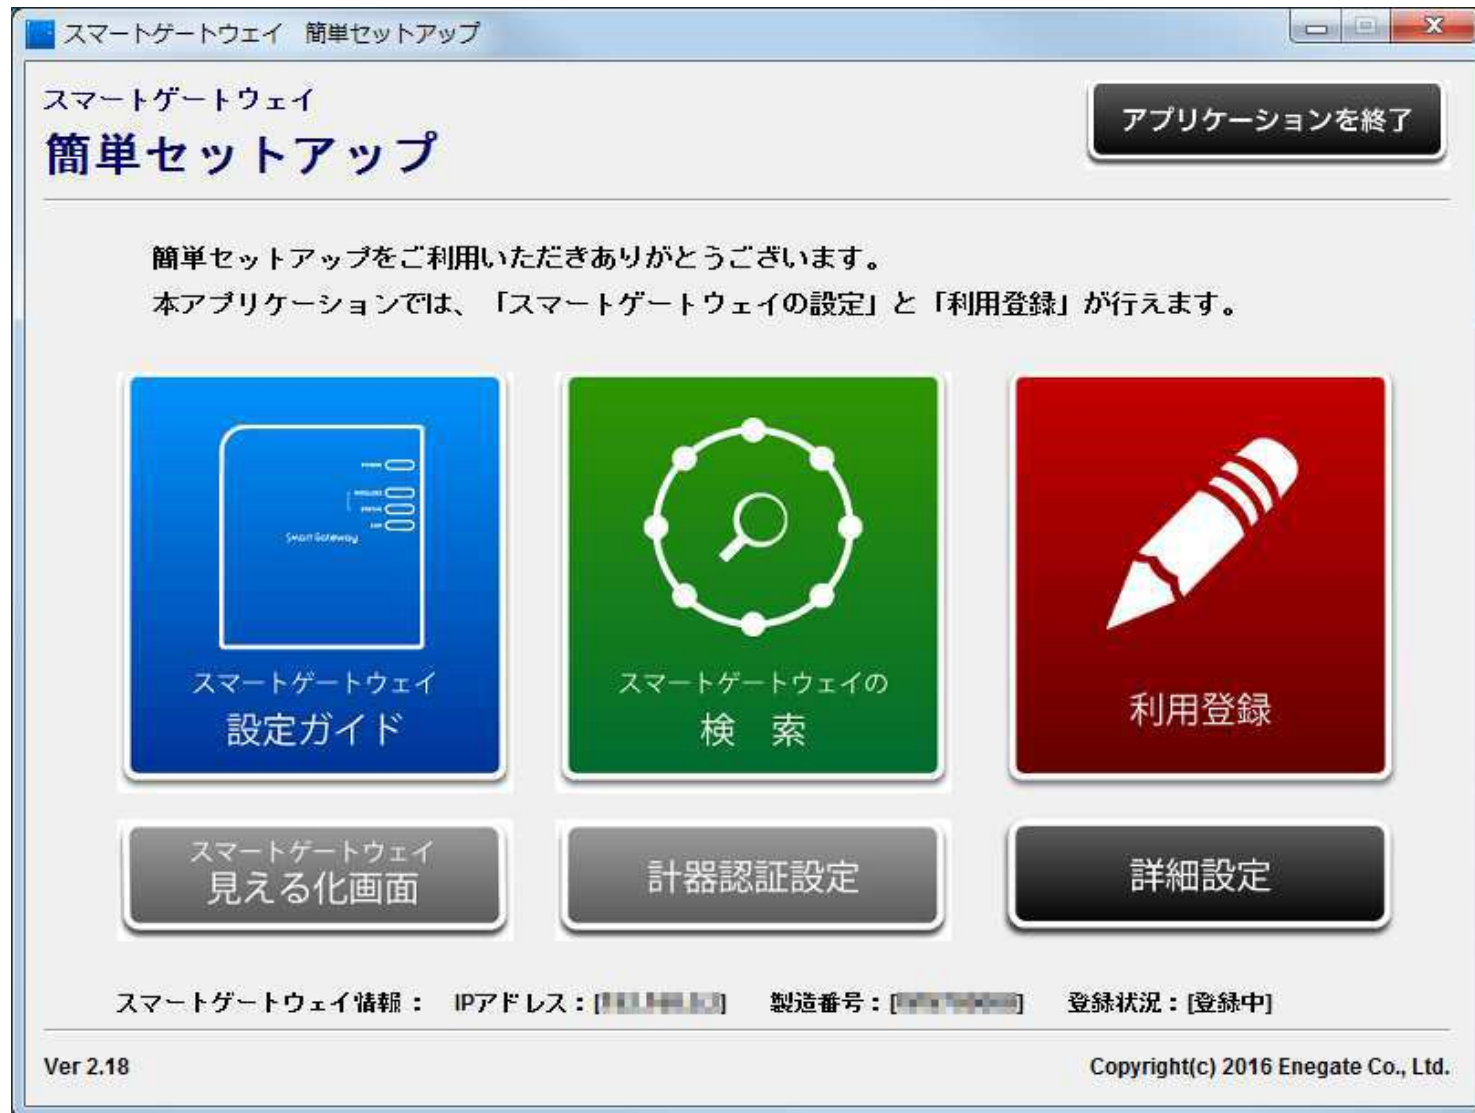 スマートゲートウェイ 簡単セットアップ
スマートゲートウェイ
簡単セットアップ
アプリケーションを終了
簡単セットアップをご利用いただきありがとうございます。
本アプリケーションでは、「スマートゲートウェイの設定」と「利用登録」が行えます。
Smart Gateway
スマートゲートウェイ
設定ガイド
スマートゲートウェイの
検 索
利用登録
スマートゲートウェイ
見える化画面
計器認証設定
詳細設定
スマートゲートウェイ情報： IPアドレス：[] 製造番号：[] 登録状況：[登録中]
Ver 2.18
Copyright(c) 2016 Enegate Co., Ltd.